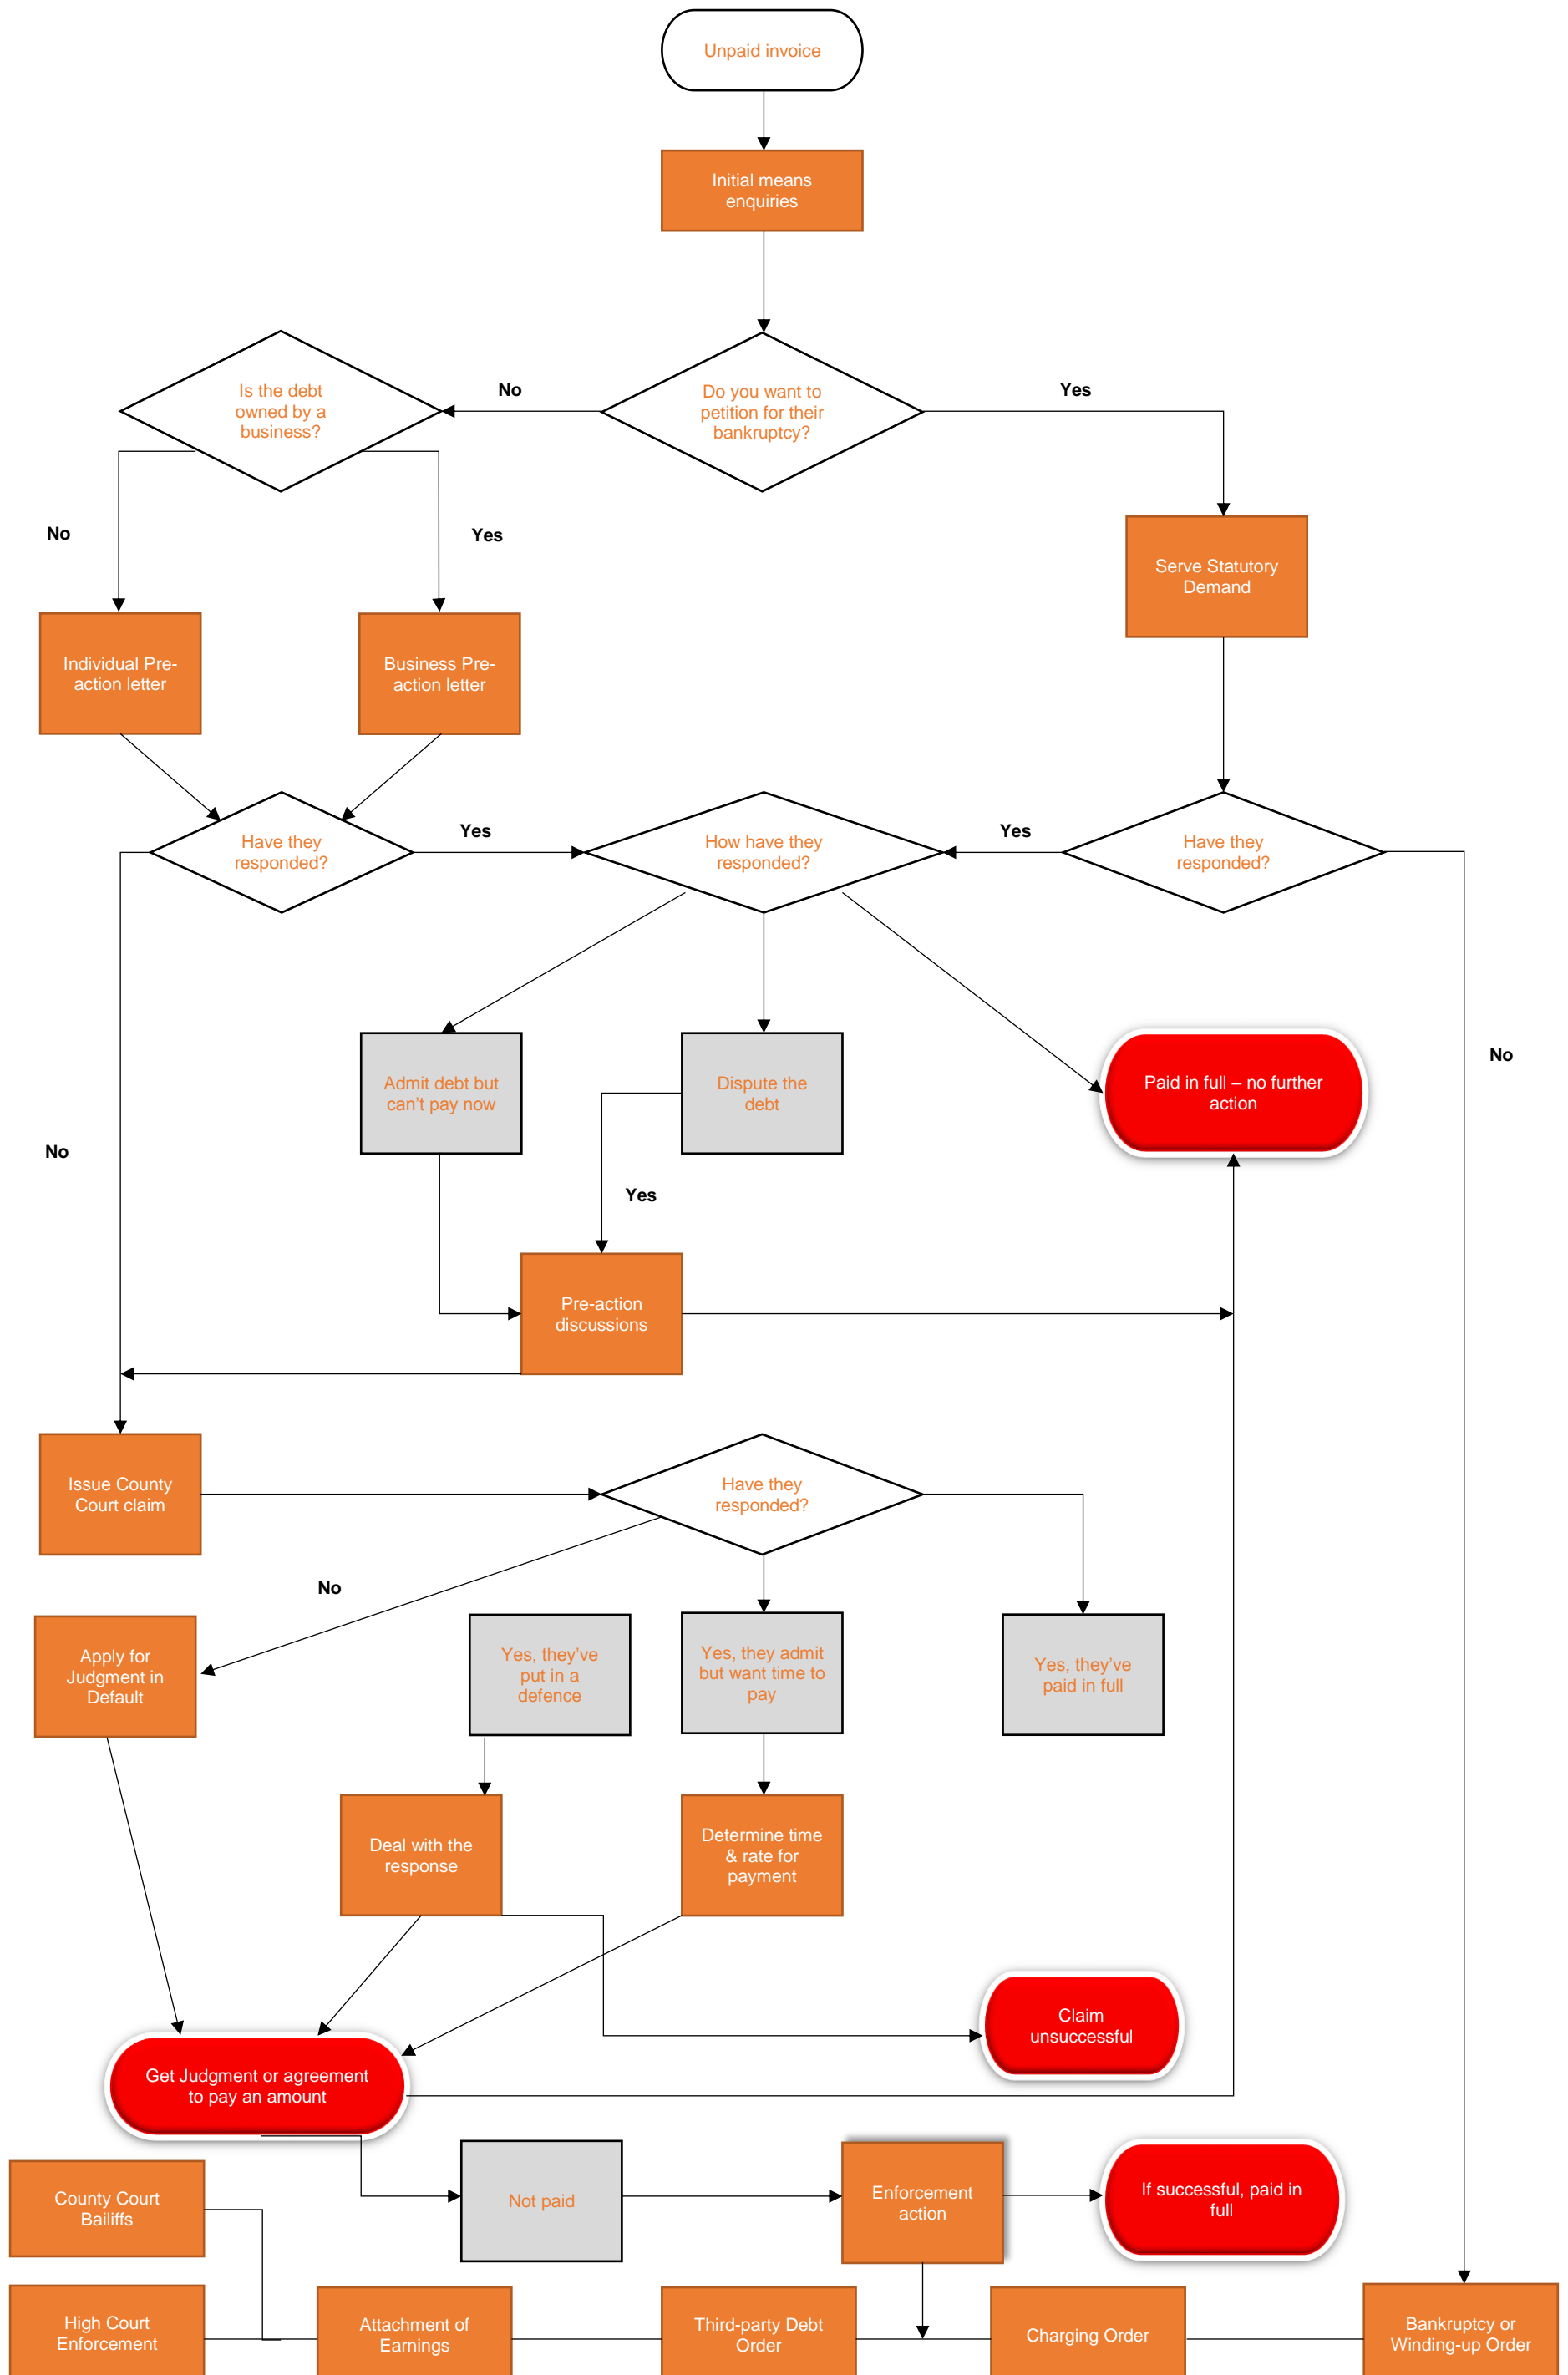 Unpaid invoice
Initial means
enquiries
Is the debt
owned by a
business?
No
Do you want to
petition for their
bankruptcy?
Yes
No
Yes
Serve Statutory
Demand
Individual Pre-
action letter
Business Pre-
action letter
Have they
responded?
Yes
How have they
responded?
Yes
Have they
responded?
Admit debt but
can’t pay now
Dispute the
debt
Paid in full – no further
action
No
No
Yes
Pre-action
discussions
Issue County
Court claim
Have they
responded?
No
Apply for
Judgment in
Default
Yes, they’ve
put in a
defence
Yes, they admit
but want time to
pay
Yes, they’ve
paid in full
Deal with the
response
Determine time
& rate for
payment
Claim
unsuccessful
Get Judgment or agreement
to pay an amount
County Court
Bailiffs
Not paid
Enforcement
action
If successful, paid in
full
High Court
Enforcement
Attachment of
Earnings
Third-party Debt
Order
Charging Order
Bankruptcy or
Winding-up Order